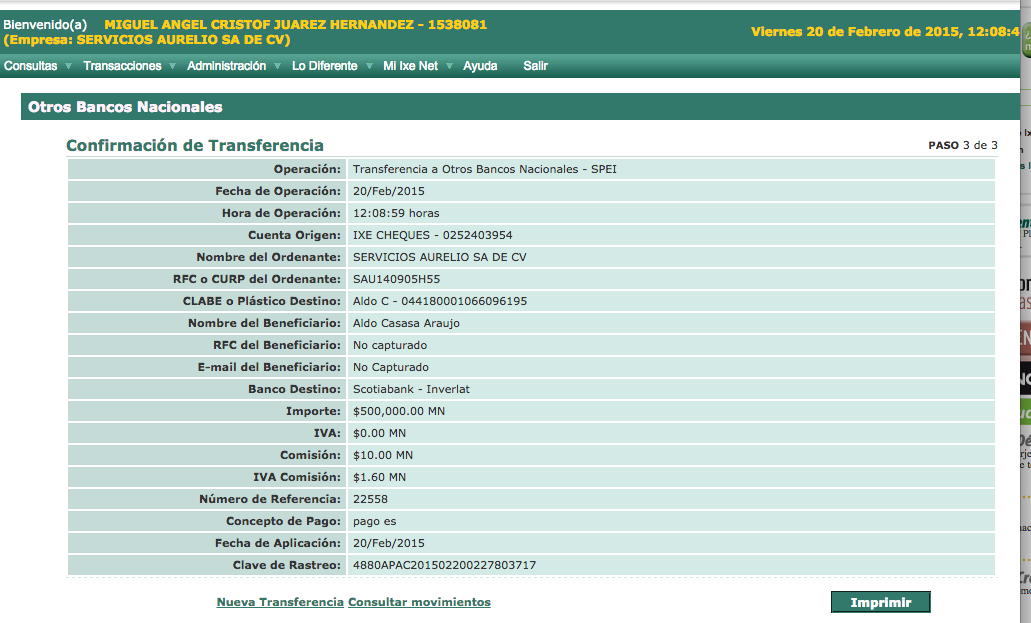 Bienvenido(a) MIGUEL ANGEL CRISTOF JUAREZ HERNANDEZ - 1538081
(Empresa: SERVICIOS AURELIO SA DE CV)
Viernes 20 de Febrero de 2015, 12:08:4
Consultas Transacciones Administración Lo Diferente Mi Ixe Net Ayuda Salir
Otros Bancos Nacionales
Confirmación de Transferencia PASO 3 de 3
Operación: Transferencia a Otros Bancos Nacionales - SPEI
Fecha de Operación: 20/Feb/2015
Hora de Operación: 12:08:59 horas
Cuenta Origen: IXE CHEQUES - 0252403954
Nombre del Ordenante: SERVICIOS AURELIO SA DE CV
RFC o CURP del Ordenante: SAU140905H55
CLABE o Plástico Destino: Aldo C - 044180001066096195
Nombre del Beneficiario: Aldo Casasa Araujo
RFC del Beneficiario: No capturado
E-mail del Beneficiario: No Capturado
Banco Destino: Scotiabank - Inverlat
Importe: $500,000.00 MN
IVA: $0.00 MN
Comisión: $10.00 MN
IVA Comisión: $1.60 MN
Número de Referencia: 22558
Concepto de Pago: pago es
Fecha de Aplicación: 20/Feb/2015
Clave de Rastreo: 4880APAC201502200227803717
Nueva Transferencia Consultar movimientos Imprimir